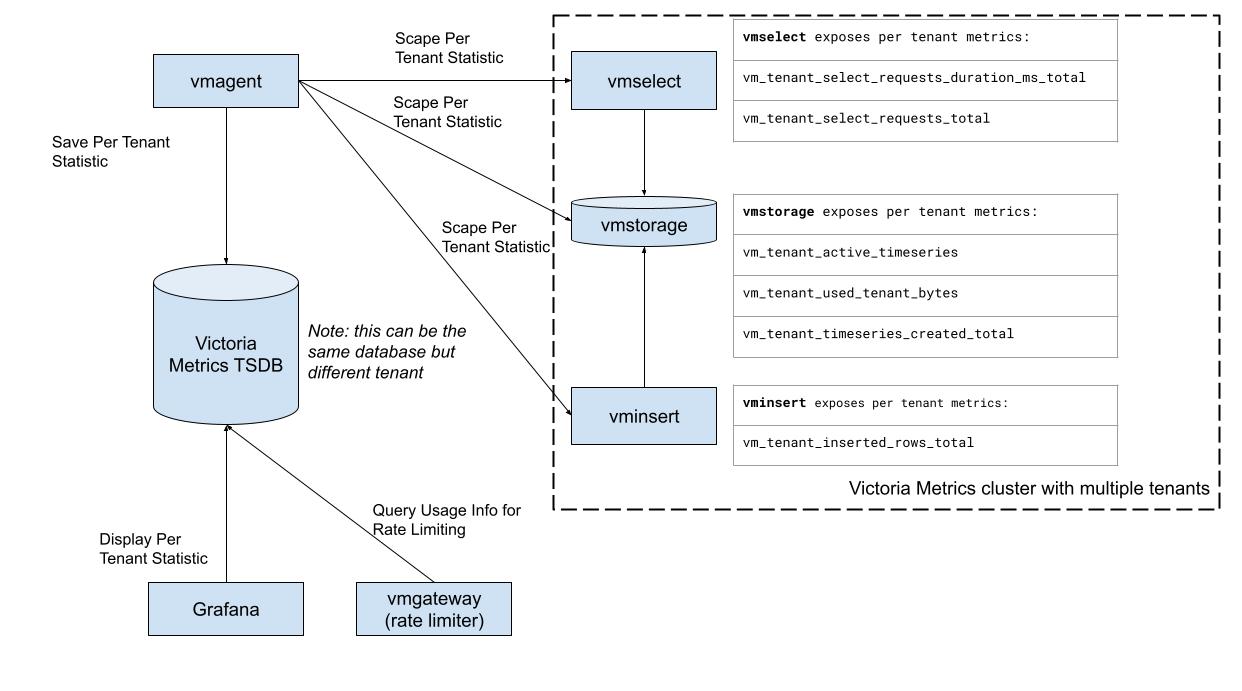 Scape Per
Tenant Statistic
vmagent
vmselect
vmselect exposes per tenant metrics:
vm_tenant_select_requests_duration_ms_total
vm_tenant_select_requests_total
Scape Per
Tenant Statistic
Save Per Tenant
Statistic
vmstorage
vmstorage exposes per tenant metrics:
vm_tenant_active_timeseries
vm_tenant_used_tenant_bytes
vm_tenant_timeseries_created_total
Scape Per
Tenant Statistic
Victoria
Metrics TSDB
Note: this can be the
same database but
different tenant
vminsert
vminsert exposes per tenant metrics:
vm_tenant_inserted_rows_total
Victoria Metrics cluster with multiple tenants
Query Usage Info for
Rate Limiting
Display Per
Tenant Statistic
Grafana
vmgateway
(rate limiter)